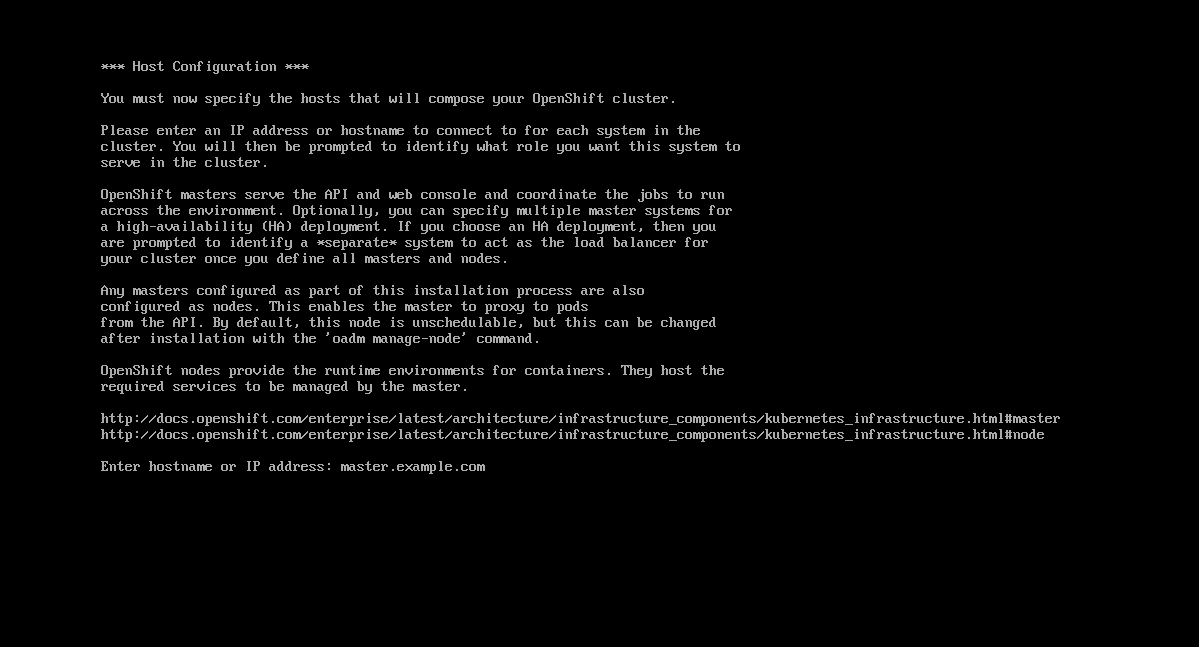 *** Host Configuration ***
You must now specify the hosts that will compose your OpenShift cluster.
Please enter an IP address or hostname to connect to for each system in the
cluster. You will then be prompted to identify what role you want this system to
serve in the cluster.
OpenShift masters serve the API and web console and coordinate the jobs to run
across the environment. Optionally, you can specify multiple master systems for
a high-availability (HA) deployment. If you choose an HA deployment, then you
are prompted to identify a *separate* system to act as the load balancer for
your cluster once you define all masters and nodes.
Any masters configured as part of this installation process are also
configured as nodes. This enables the master to proxy to pods
from the API. By default, this node is unschedulable, but this can be changed
after installation with the 'oadm manage-node' command.
OpenShift nodes provide the runtime environments for containers. They host the
required services to be managed by the master.
http://docs.openshift.com/enterprise/latest/architecture/infrastructure_components/kubernetes_infrastructure.html#master
http://docs.openshift.com/enterprise/latest/architecture/infrastructure_components/kubernetes_infrastructure.html#node
Enter hostname or IP address: master.example.com